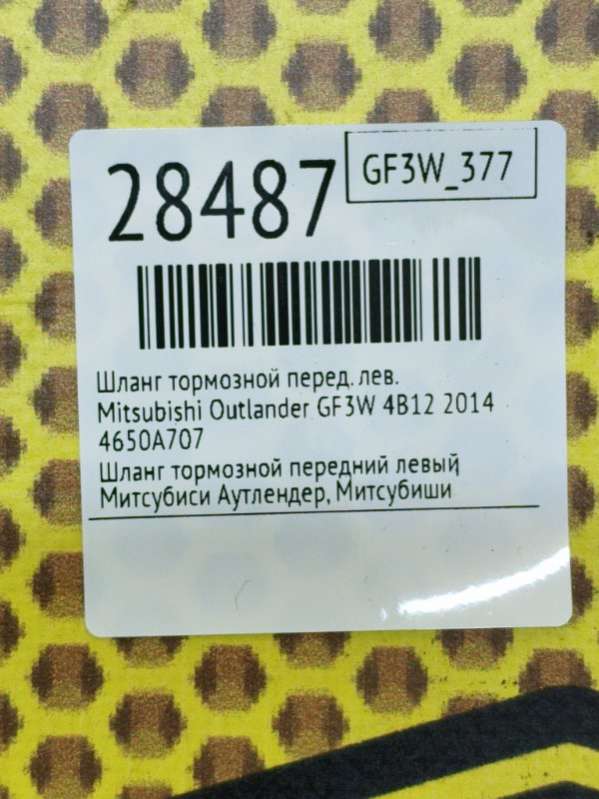 28487
GF3W_377
Шланг тормозной перед. лев.
Mitsubishi Outlander GF3W 4B12 2014
4650A707
Шланг тормозной передний левый
Митсубиси Аутлендер, Митсубиши